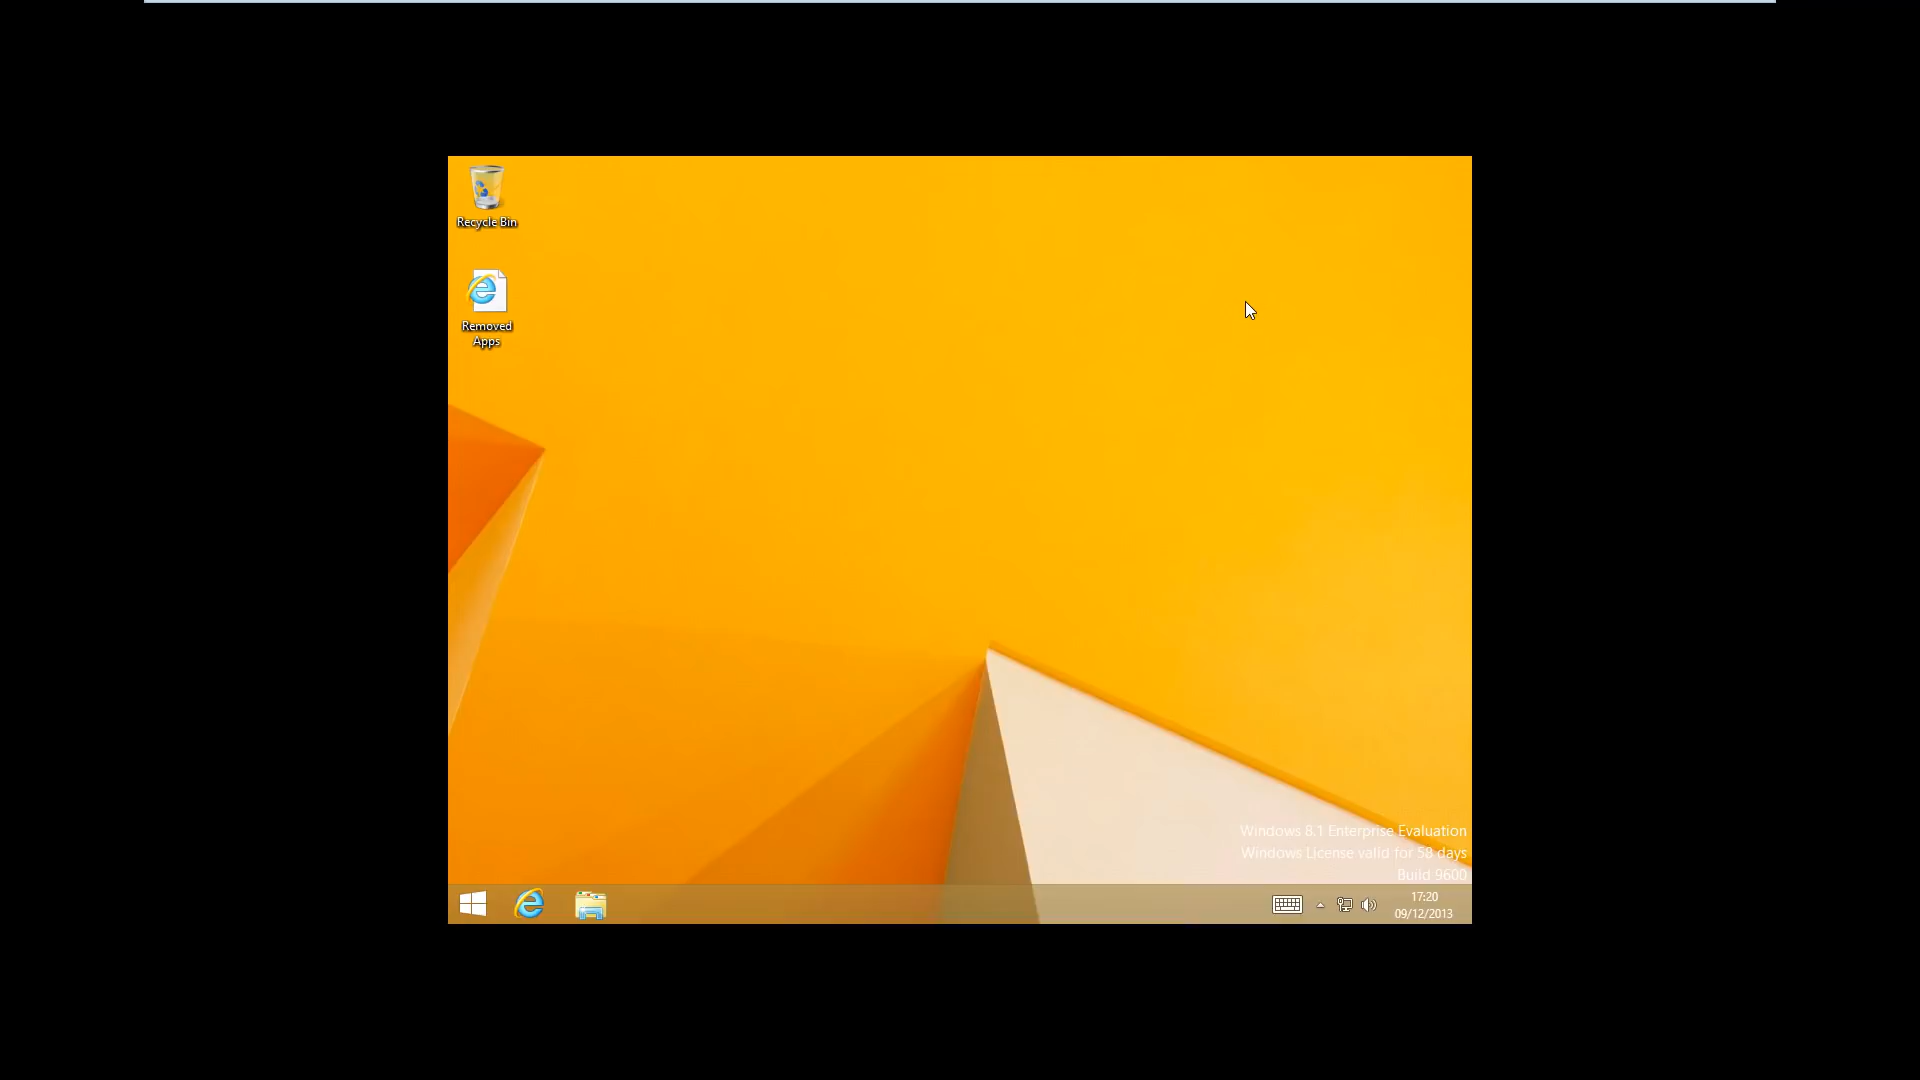 Recycle Bin
Removed
Apps
Windows 8.1 Enterprise Evaluation
Windows License valid for 58 days
Build 9600
17:20
09/12/2013